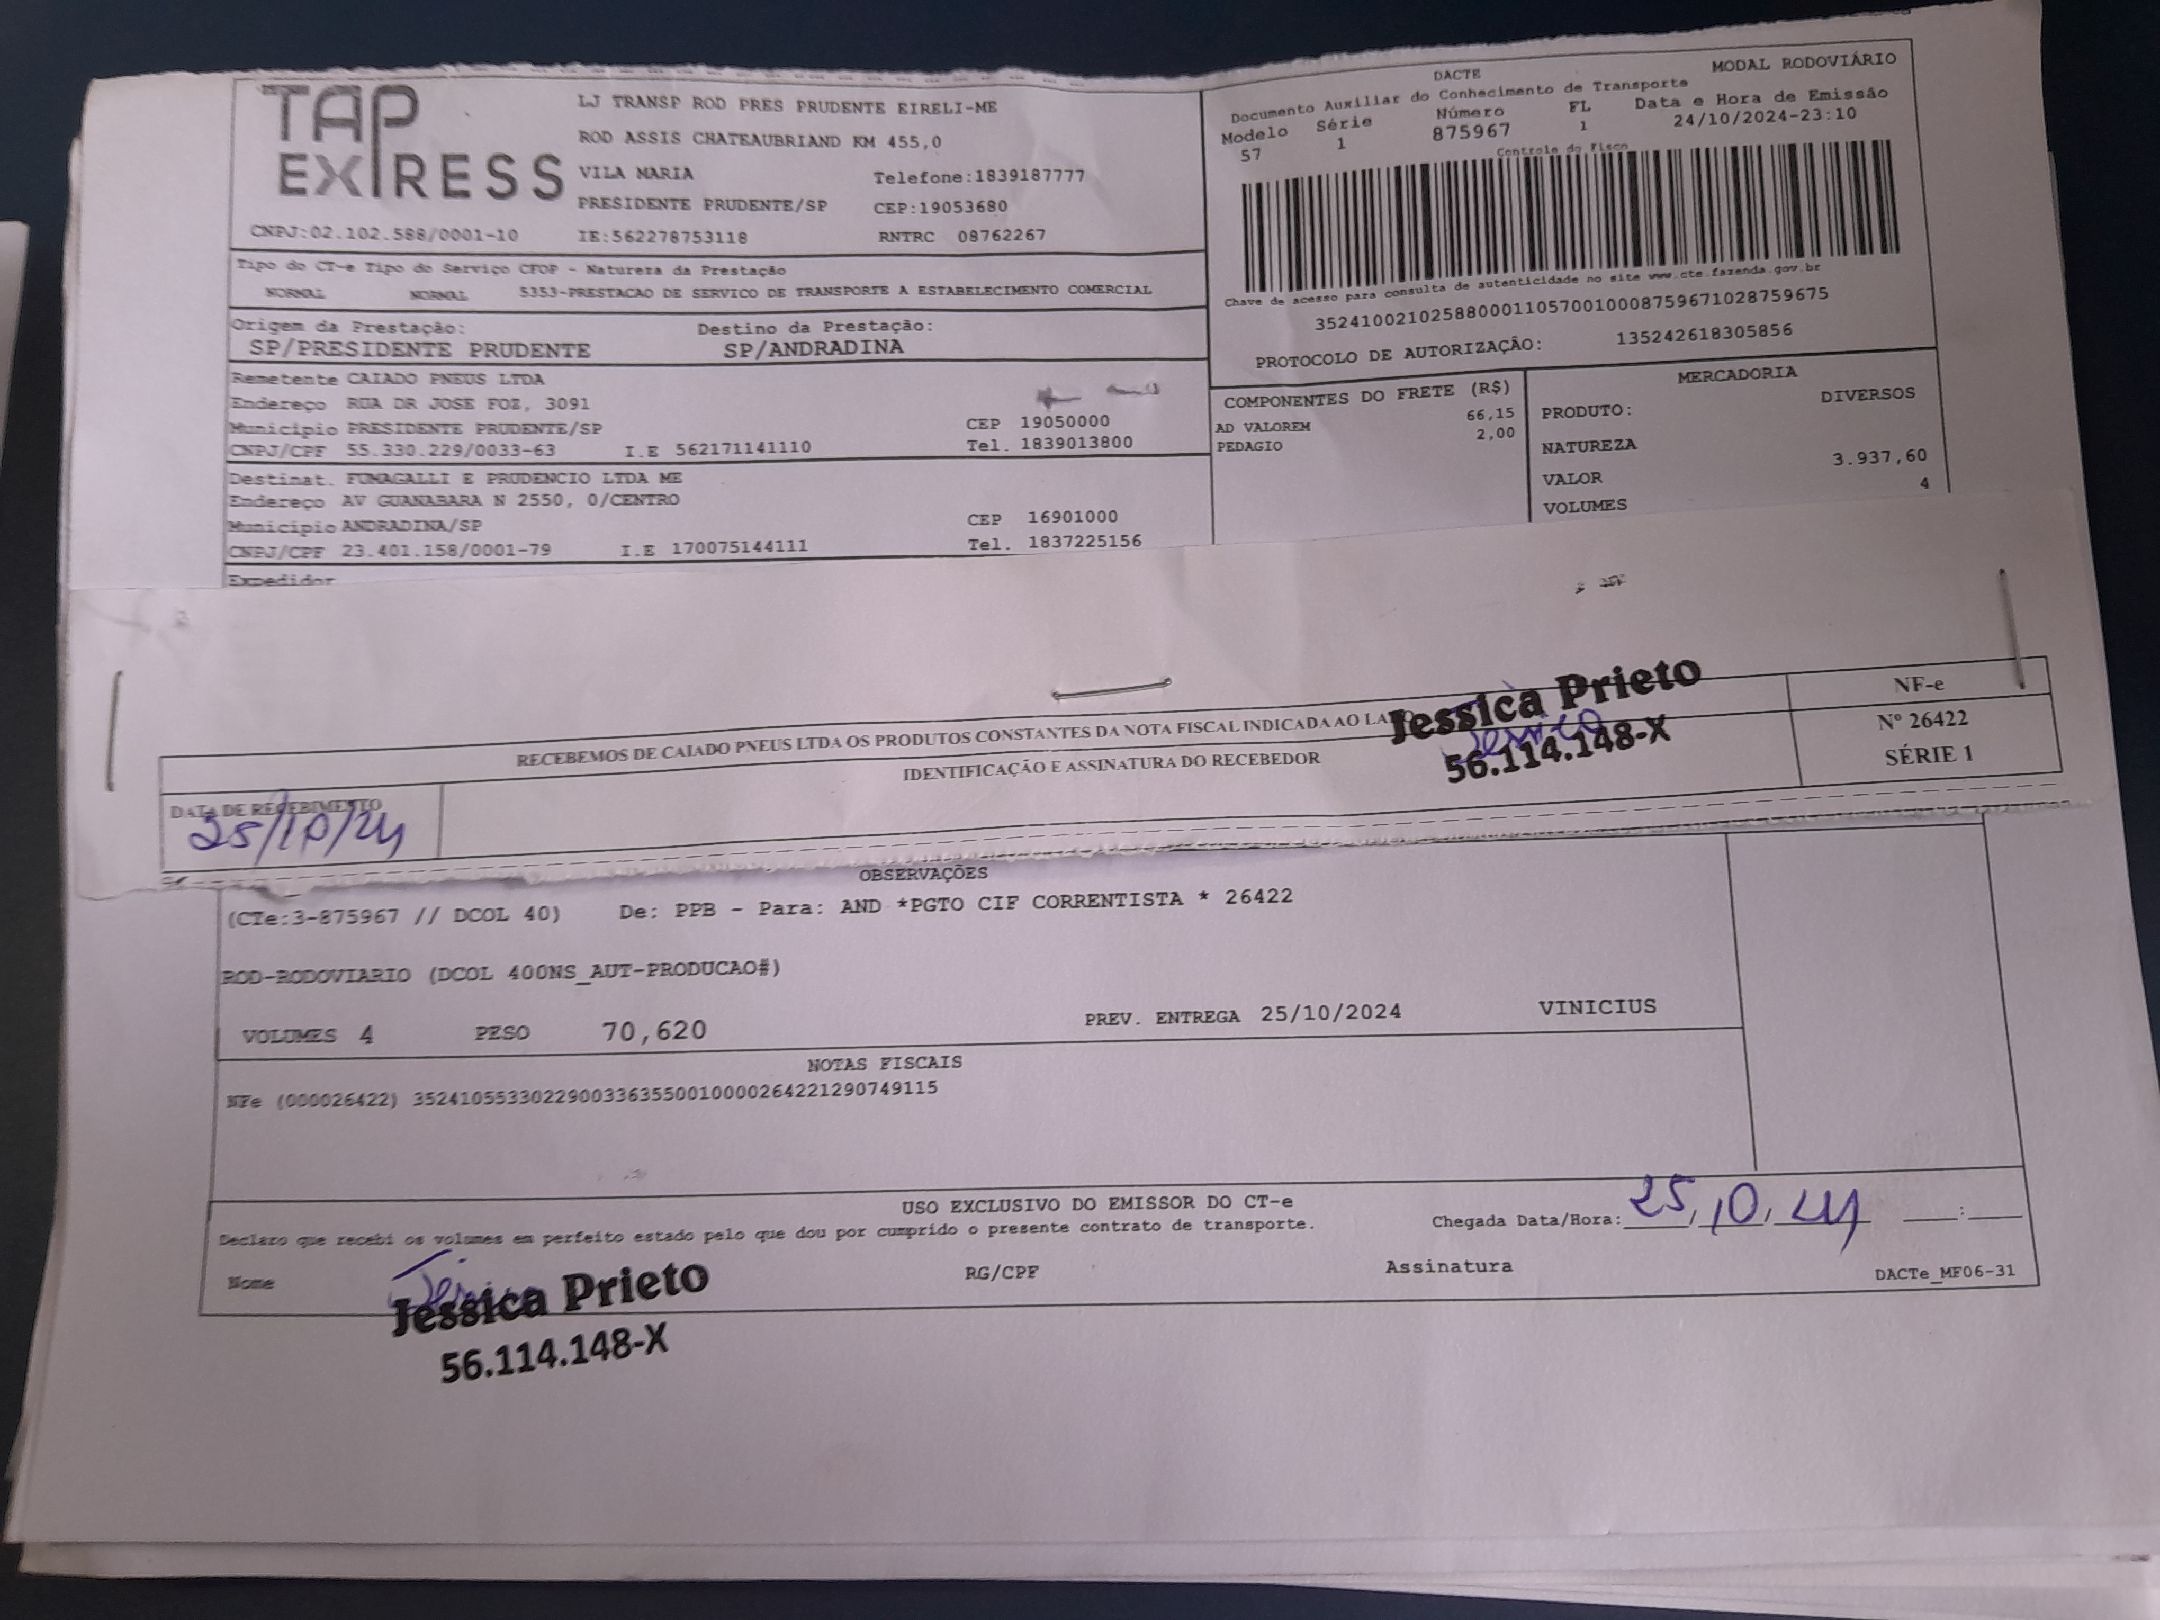 TAP
EXPRESS
LJ TRANSP ROD PRES PRUDENTE EIRELI-ME
ROD ASSIS CHATEAUBRIAND KM 455,0
VILA MARIA Telefone:1839187777
PRESIDENTE PRUDENTE/SP CEP:19053680
CNPJ:02.102.588/0001-10 IE:562278753118 RNTRC 08762267
DACTE MODAL RODOVIÁRIO
Documento Auxiliar do Conhecimento de Transporte
Modelo Série Número FL Data e Hora de Emissão
57 1 875967 1 24/10/2024-23:10
Controle do Fisco
Chave de acesso para consulta de autenticidade no site www.cte.fazenda.gov.br
35241002102588000110570010008759671028759675
PROTOCOLO DE AUTORIZAÇÃO: 135242618305856
Tipo do CT-e Tipo do Serviço CFOP - Natureza da Prestação
NORMAL NORMAL 5353-PRESTACAO DE SERVICO DE TRANSPORTE A ESTABELECIMENTO COMERCIAL
Origem da Prestação: Destino da Prestação:
SP/PRESIDENTE PRUDENTE SP/ANDRADINA
Remetente CAIADO PNEUS LTDA
Endereço RUA DR JOSE FOZ, 3091
Município PRESIDENTE PRUDENTE/SP CEP 19050000
CNPJ/CPF 55.330.229/0033-63 I.E 562171141110 Tel. 1839013800
Destinat. FUMAGALLI E PRUDENCIO LTDA ME
Endereço AV GUANABARA N 2550, 0/CENTRO
Município ANDRADINA/SP CEP 16901000
CNPJ/CPF 23.401.158/0001-79 I.E 170075144111 Tel. 1837225156
Expedidor
COMPONENTES DO FRETE (R$)
AD VALOREM 66,15
PEDAGIO 2,00
MERCADORIA
PRODUTO: DIVERSOS
NATUREZA
VALOR 3.937,60
VOLUMES 4
RECEBEMOS DE CAIADO PNEUS LTDA OS PRODUTOS CONSTANTES DA NOTA FISCAL INDICADA AO LA
IDENTIFICAÇÃO E ASSINATURA DO RECEBEDOR
Jessica Prieto
Jessica
56.114.148-X
NF-e
Nº 26422
SÉRIE 1
DATA DE RECEBIMENTO
25/10/24
OBSERVAÇÕES
(CTe:3-875967 // DCOL 40) De: PPB - Para: AND *PGTO CIF CORRENTISTA * 26422
ROD-RODOVIARIO (DCOL 400NS_AUT-PRODUCAO#)
VOLUMES 4 PESO 70,620 PREV. ENTREGA 25/10/2024 VINICIUS
NOTAS FISCAIS
NFe (000026422) 35241055330229003363550010000264221290749115
USO EXCLUSIVO DO EMISSOR DO CT-e
Declaro que recebi os volumes em perfeito estado pelo que dou por cumprido o presente contrato de transporte.
Chegada Data/Hora: 25/10/24 __:__
Nome RG/CPF Assinatura DACTe_MF06-31
Jessica Prieto
56.114.148-X